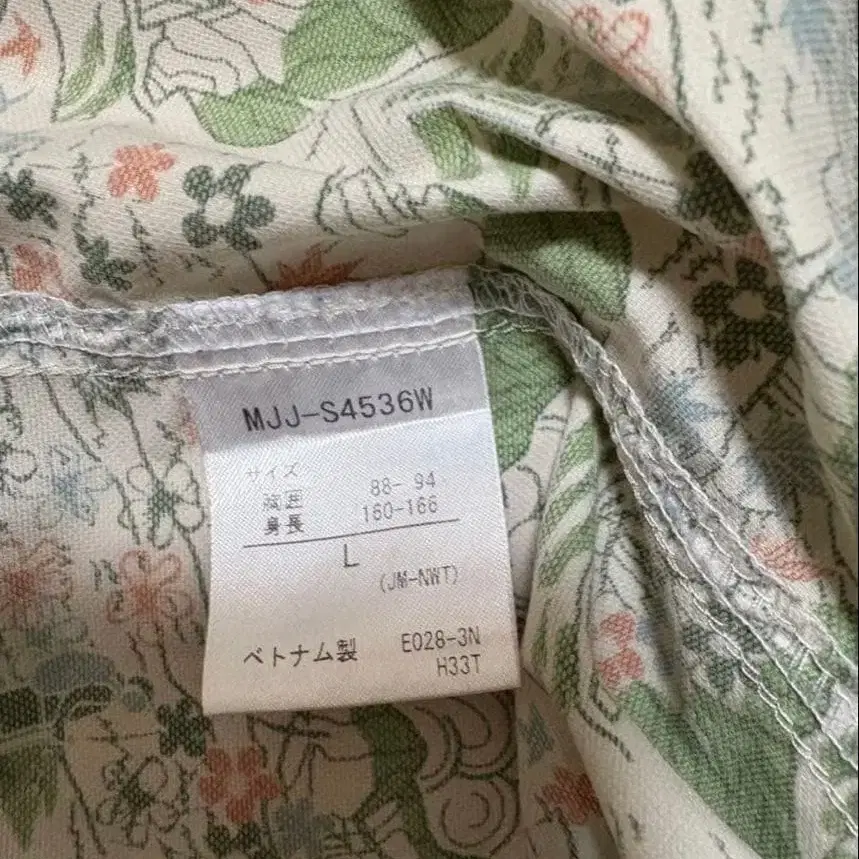 MJJ-S4536W
サイズ
胸囲 88- 94
身長 160-166
L
(JM-NWT)
ベトナム製 E028-3N
H33T